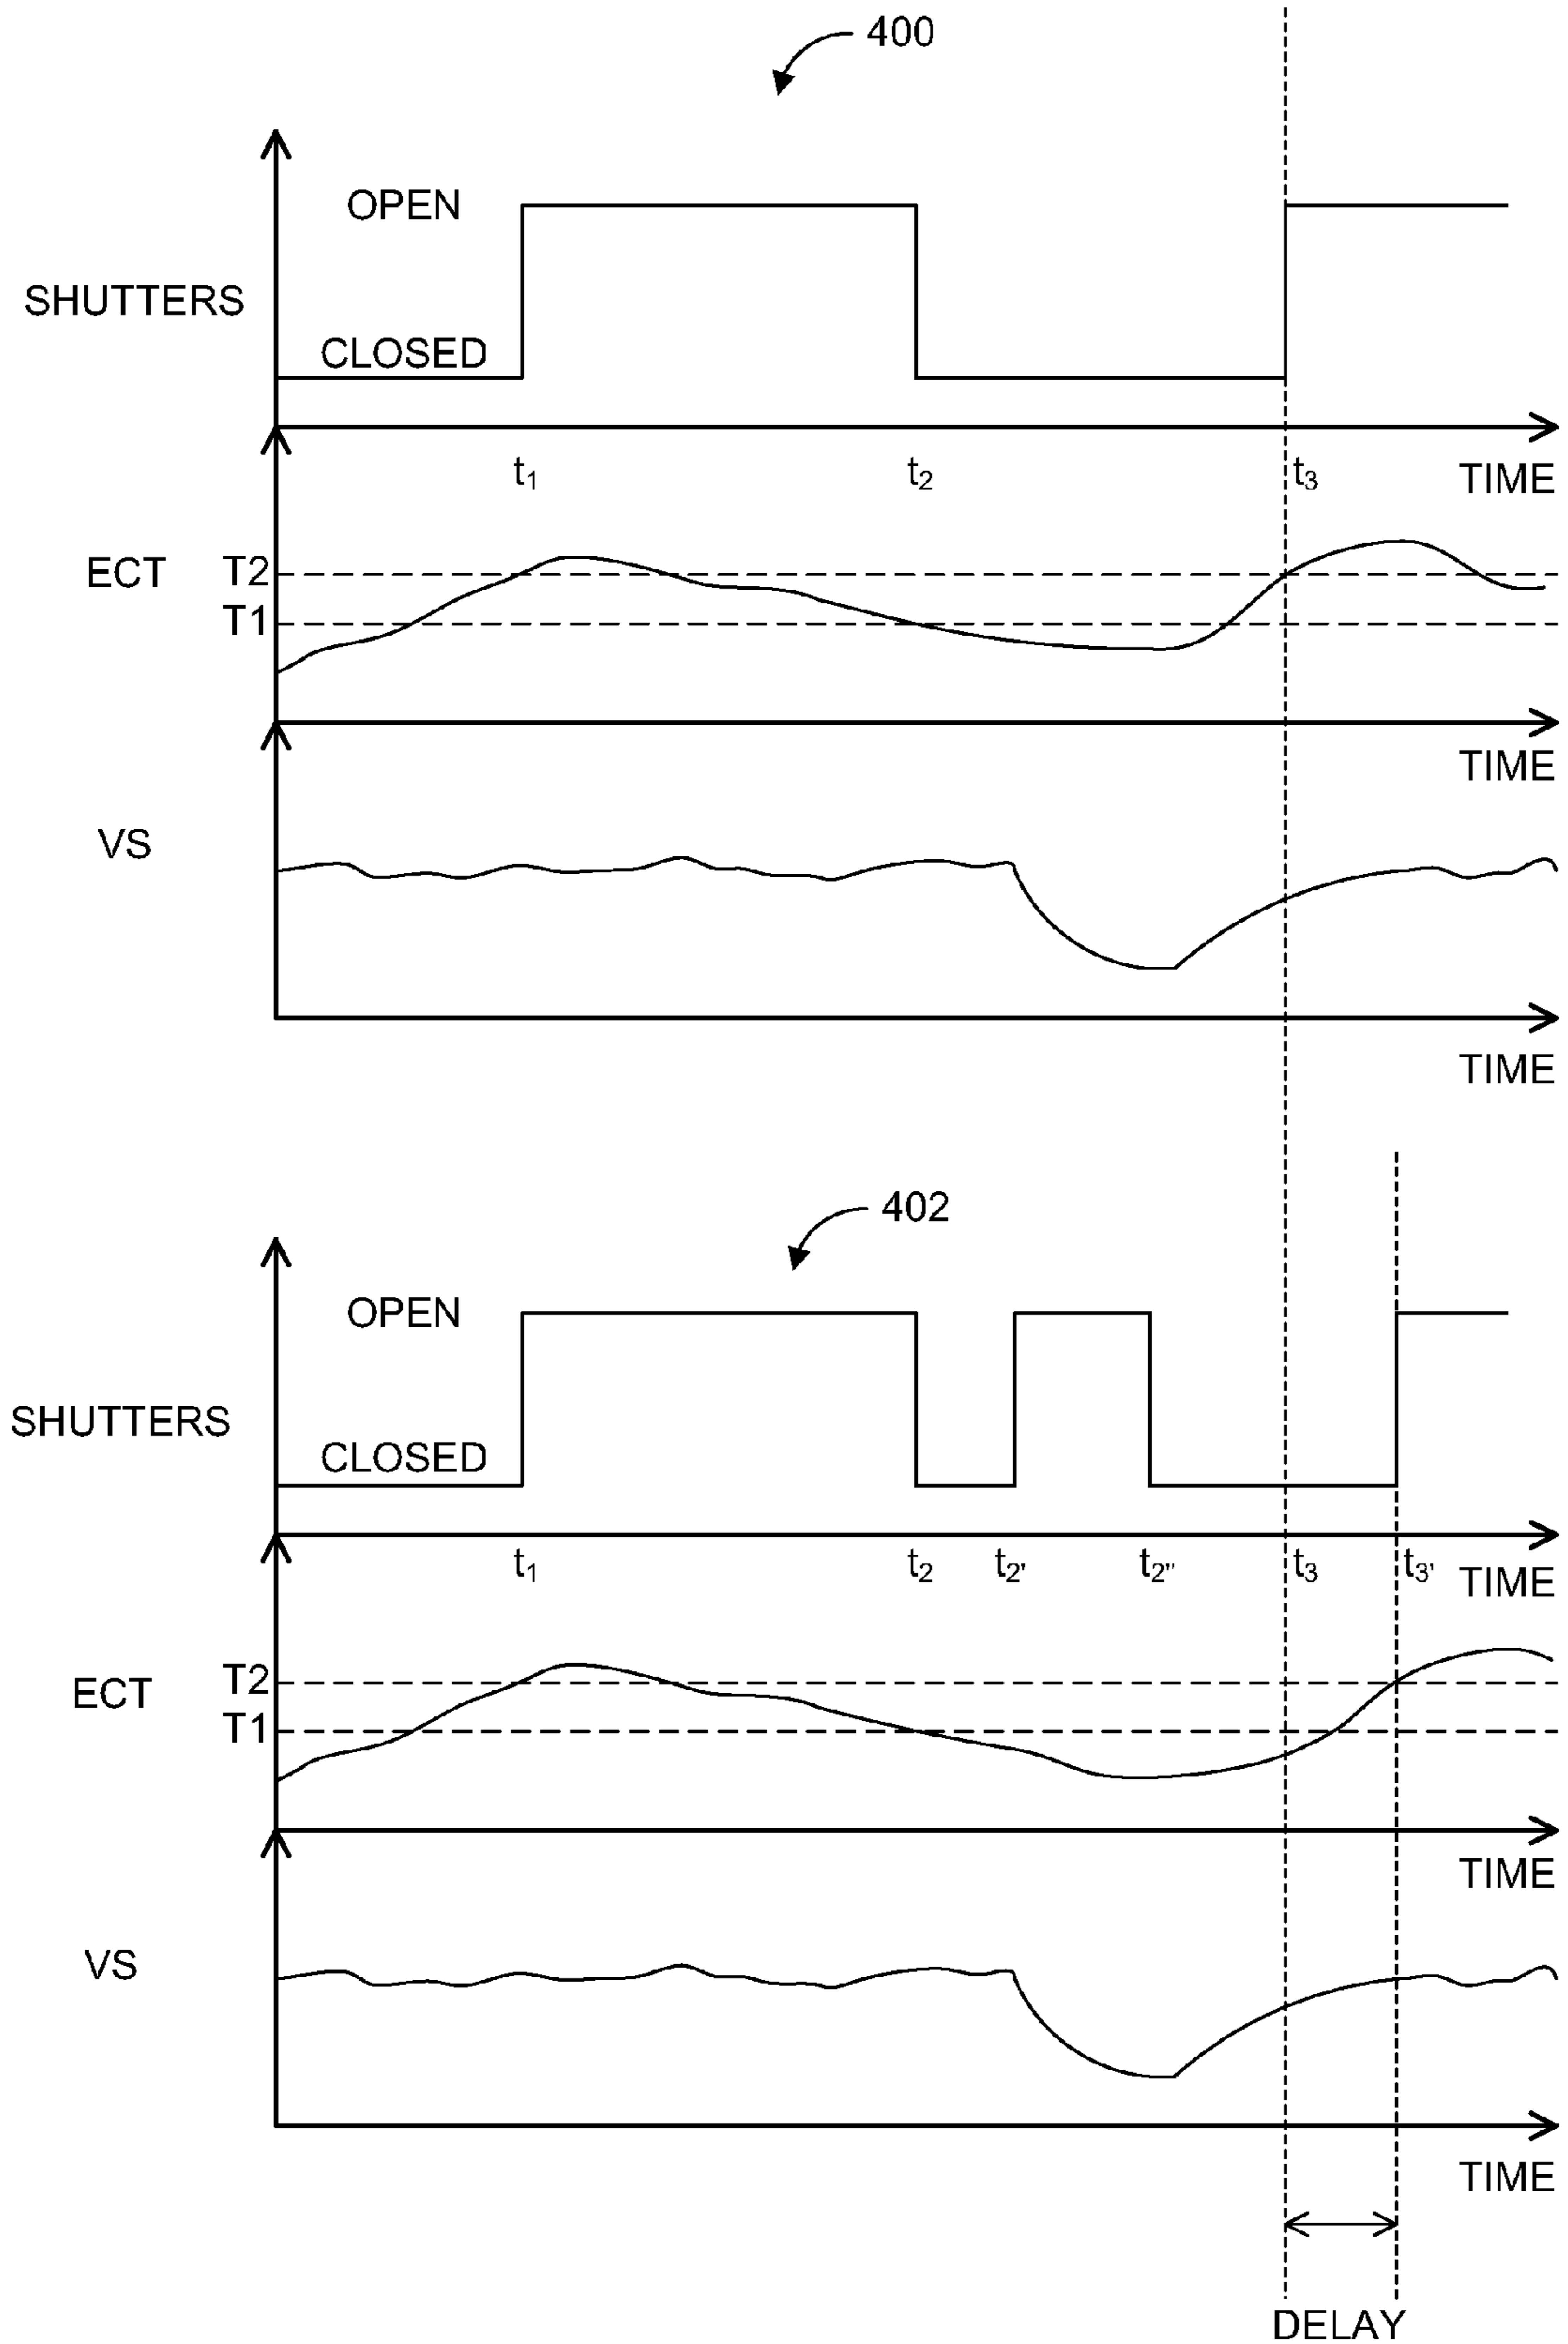 400
OPEN
SHUTTERS
CLOSED
t1 t2 t3 TIME
ECT T2
T1
TIME
VS
TIME
402
OPEN
SHUTTERS
CLOSED
t1 t2 t2' t2" t3 t3' TIME
ECT T2
T1
TIME
VS
TIME
DELAY